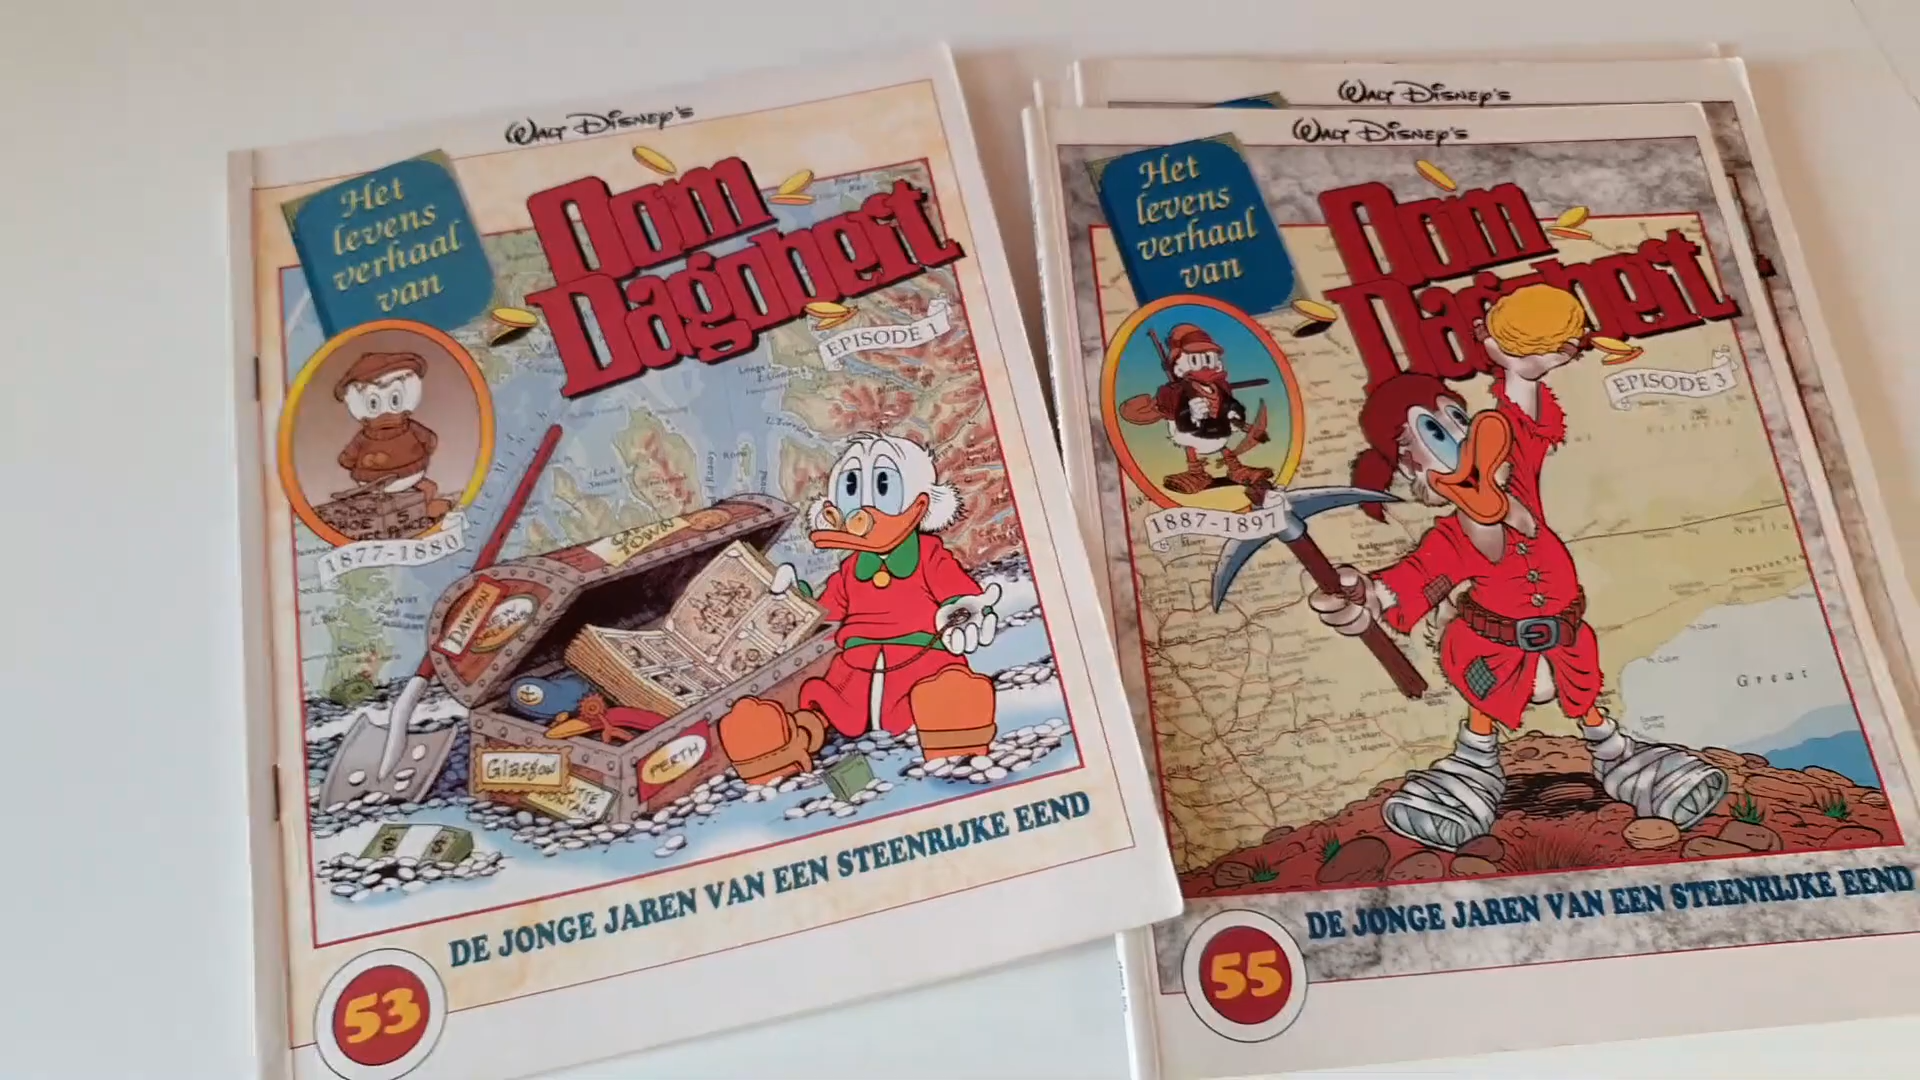 Walt Disney's
Het
levens
verhaal
van
Oom
Dagobert
EPISODE 1
1877-1880
DAWSON
Glasgow
PERTH
DE JONGE JAREN VAN EEN STEENRIJKE EEND
53
Walt Disney's
Walt Disney's
Het
levens
verhaal
van
Oom
Dagobert
EPISODE 3
1887-1897
Great
DE JONGE JAREN VAN EEN STEENRIJKE EEND
55